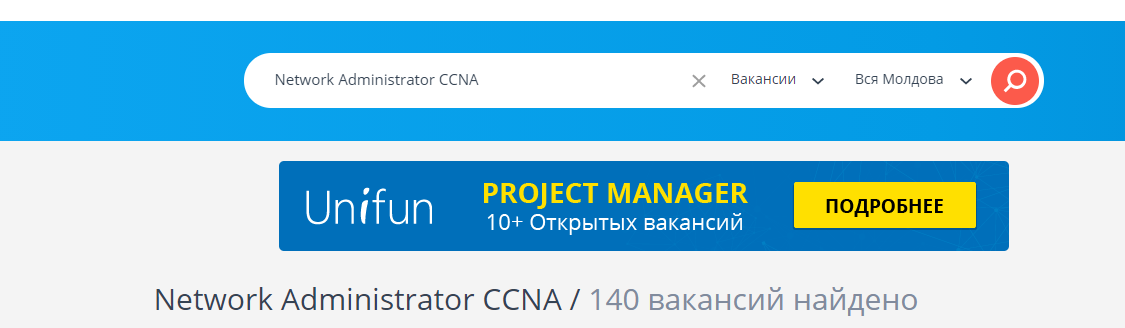 Network Administrator CCNA Вакансии Вся Молдова
Unifun
PROJECT MANAGER
10+ Открытых вакансий
ПОДРОБНЕЕ
Network Administrator CCNA / 140 вакансий найдено